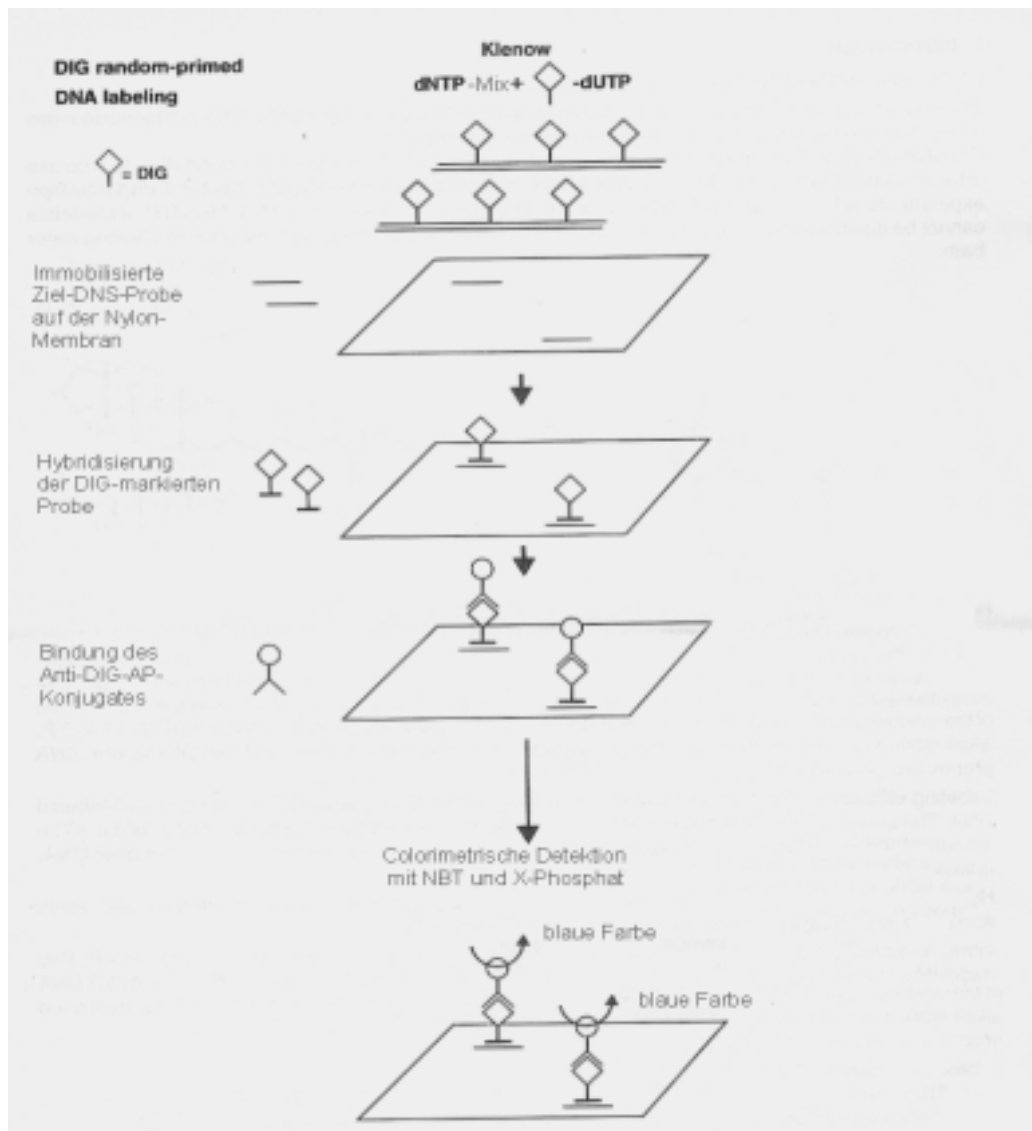 DIG random-primed
DNA labeling
Klenow
dNTP-Mix+ -dUTP
= DIG
Immobilisierte
Ziel-DNS-Probe
auf der Nylon-
Membran
Hybridisierung
der DIG-markierten
Probe
Bindung des
Anti-DIG-AP-
Konjugates
Colorimetrische Detektion
mit NBT und X-Phosphat
blaue Farbe
blaue Farbe